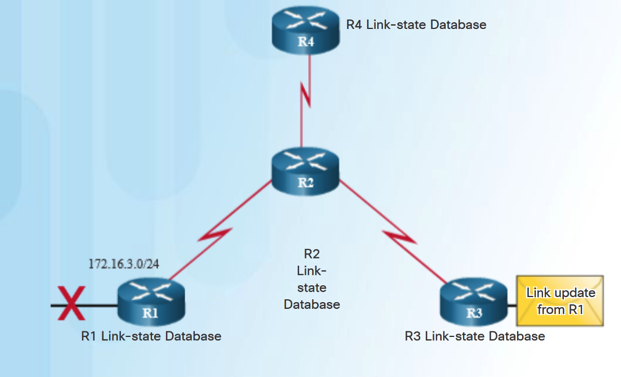 R4 Link-state Database
R4
R2
R2
Link-
state
Database
172.16.3.0/24
R1
R1 Link-state Database
R3
Link update
from R1
R3 Link-state Database